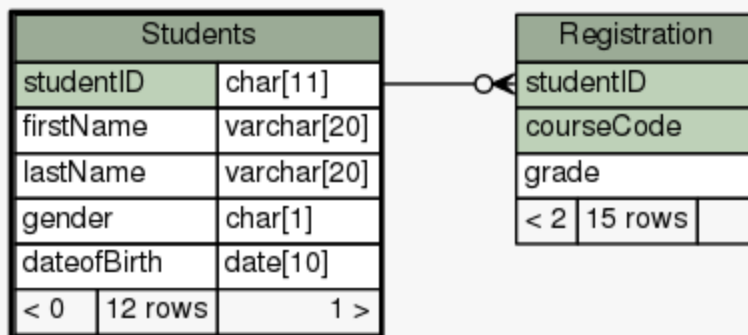 Students
studentID char[11]
firstName varchar[20]
lastName varchar[20]
gender char[1]
dateofBirth date[10]
< 0 12 rows 1 >
Registration
studentID
courseCode
grade
< 2 15 rows